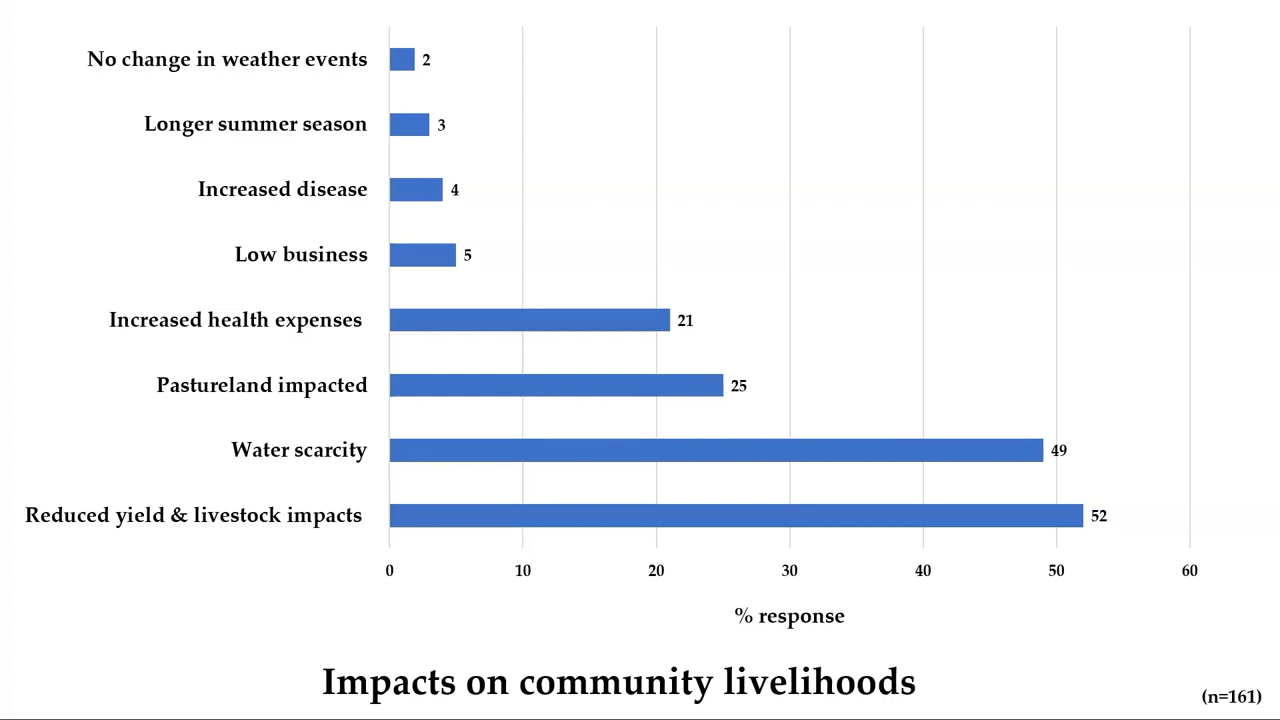 No change in weather events 2
Longer summer season 3
Increased disease 4
Low business 5
Increased health expenses 21
Pastureland impacted 25
Water scarcity 49
Reduced yield & livestock impacts 52
0 10 20 30 40 50 60
% response
Impacts on community livelihoods
(n=161)